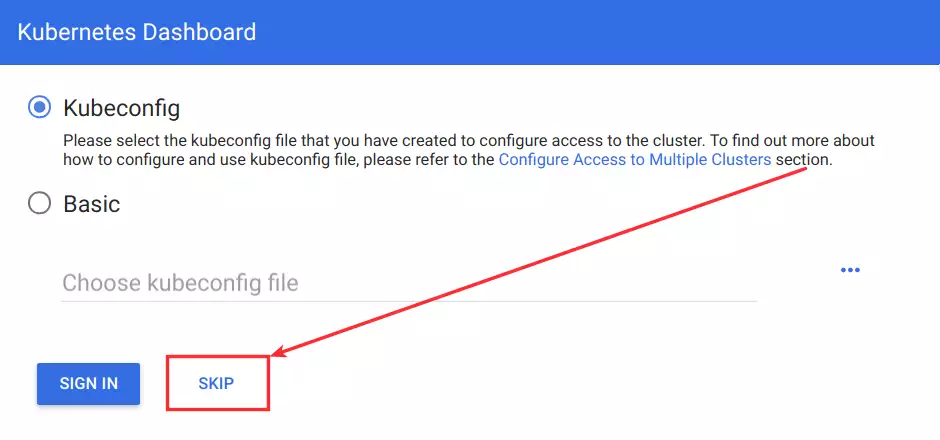 Kubernetes Dashboard
Kubeconfig
Please select the kubeconfig file that you have created to configure access to the cluster. To find out more about
how to configure and use kubeconfig file, please refer to the Configure Access to Multiple Clusters section.
Basic
Choose kubeconfig file
SIGN IN SKIP